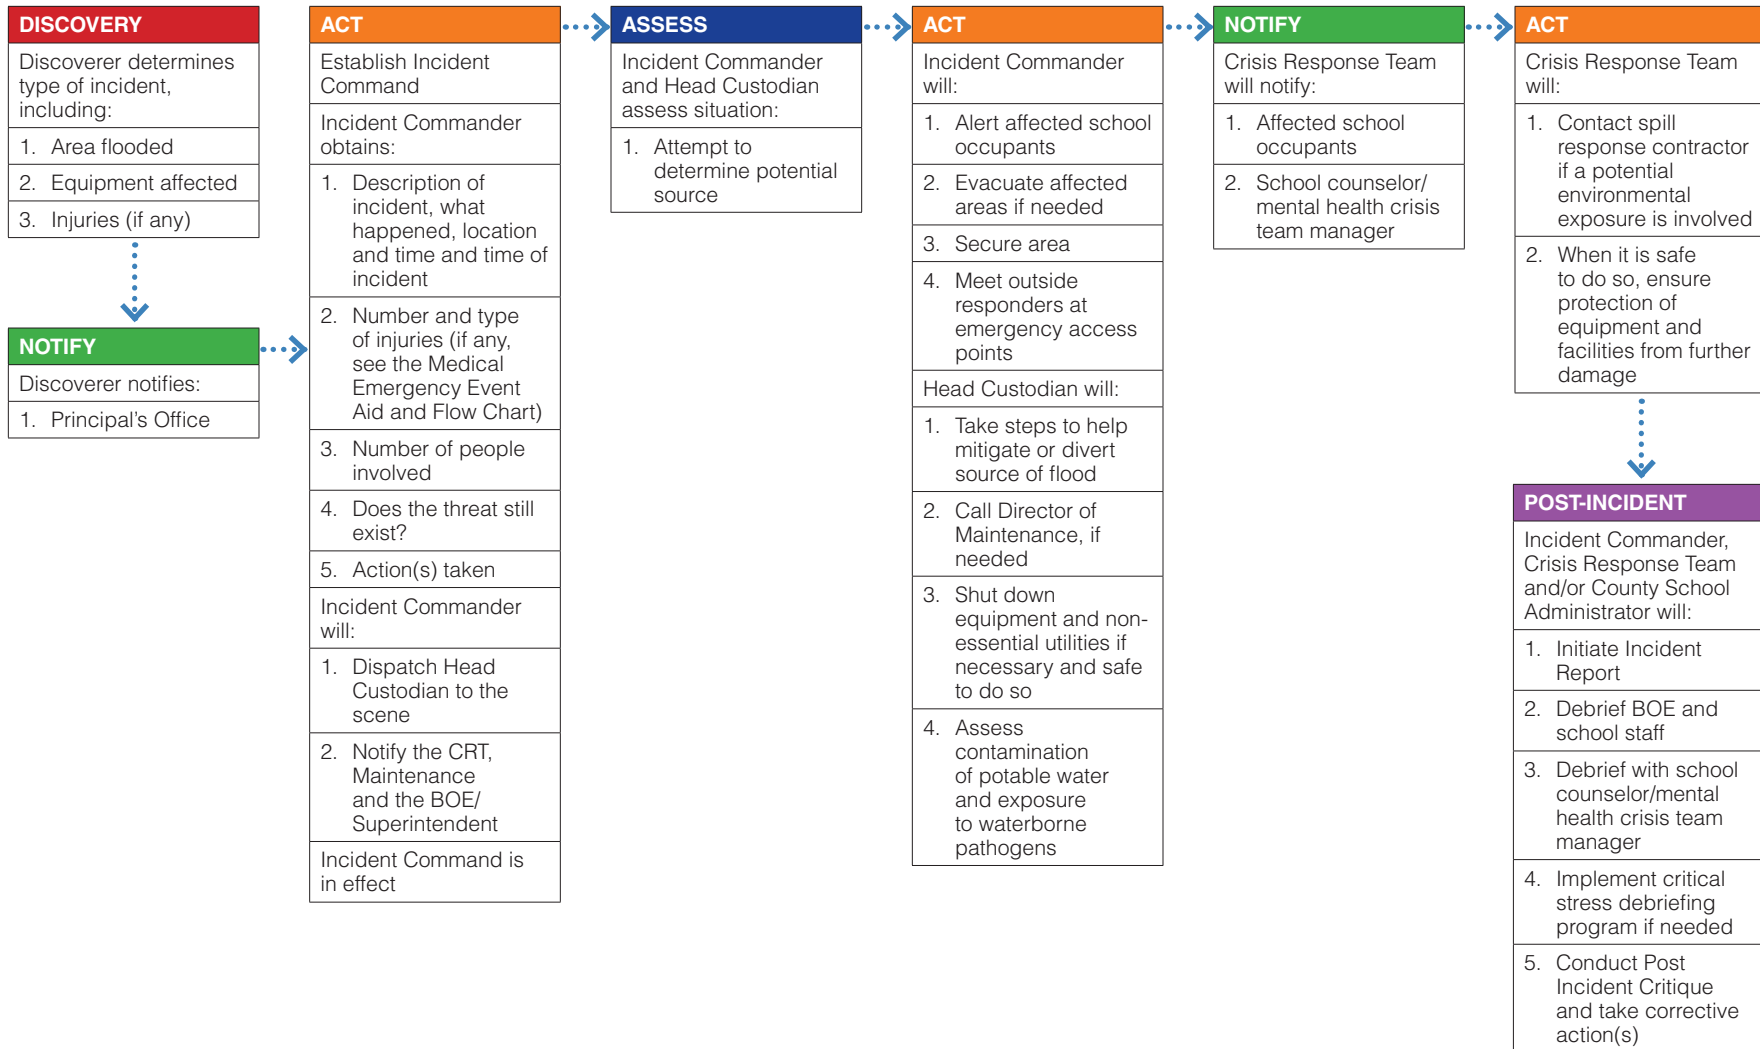 DISCOVERY
Discoverer determines
type of incident,
including:
1. Area flooded
2. Equipment affected
3. Injuries (if any)
NOTIFY
Discoverer notifies:
1. Principal's Office
ACT
Establish Incident
Command
Incident Commander
obtains:
1. Description of
incident, what
happened, location
and time and time of
incident
2. Number and type
of injuries (if any,
see the Medical
Emergency Event
Aid and Flow Chart)
3. Number of people
involved
4. Does the threat still
exist?
5. Action(s) taken
Incident Commander
will:
1. Dispatch Head
Custodian to the
scene
2. Notify the CRT,
Maintenance
and the BOE/
Superintendent
Incident Command is
in effect
ASSESS
Incident Commander
and Head Custodian
assess situation:
1. Attempt to
determine potential
source
ACT
Incident Commander
will:
1. Alert affected school
occupants
2. Evacuate affected
areas if needed
3. Secure area
4. Meet outside
responders at
emergency access
points
Head Custodian will:
1. Take steps to help
mitigate or divert
source of flood
2. Call Director of
Maintenance, if
needed
3. Shut down
equipment and non-
essential utilities if
necessary and safe
to do so
4. Assess
contamination
of potable water
and exposure
to waterborne
pathogens
NOTIFY
Crisis Response Team
will notify:
1. Affected school
occupants
2. School counselor/
mental health crisis
team manager
ACT
Crisis Response Team
will:
1. Contact spill
response contractor
if a potential
environmental
exposure is involved
2. When it is safe
to do so, ensure
protection of
equipment and
facilities from further
damage
POST-INCIDENT
Incident Commander,
Crisis Response Team
and/or County School
Administrator will:
1. Initiate Incident
Report
2. Debrief BOE and
school staff
3. Debrief with school
counselor/mental
health crisis team
manager
4. Implement critical
stress debriefing
program if needed
5. Conduct Post
Incident Critique
and take corrective
action(s)